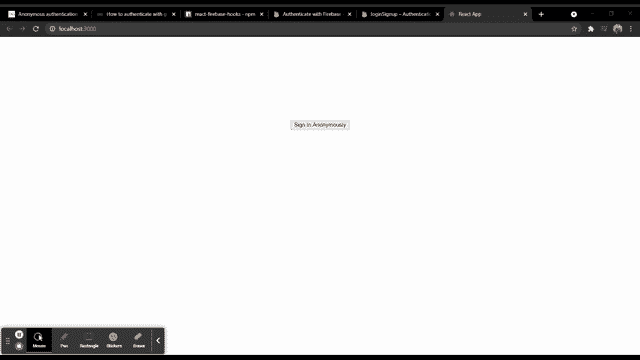 Anonymous authentication
How to authenticate with
react-firebase-hooks - npm
Authenticate with Firebase
loginSignup – Authenticati
React App
localhost:3000
Sign In Anonymously
Mouse
Pen
Rectangle
Stickers
Eraser